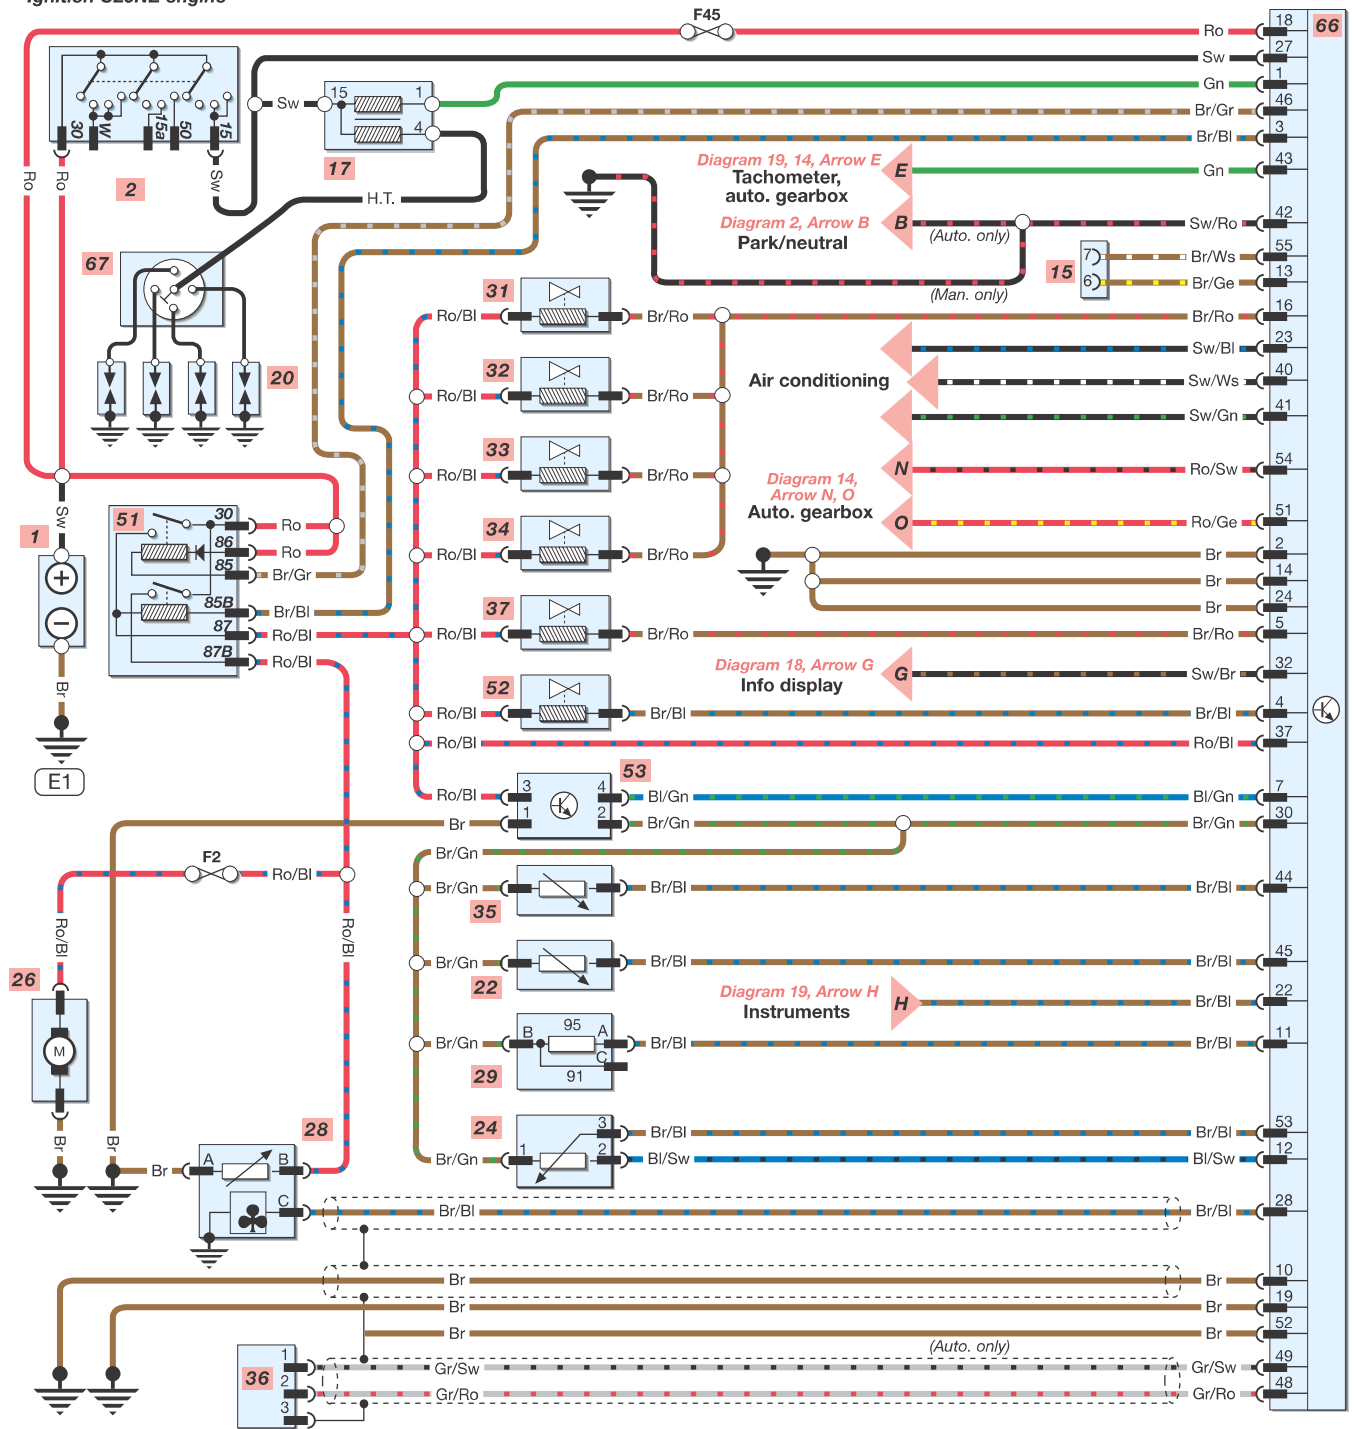 Ignition C20NE engine
F45
Ro 18 66
Sw 27
Gn 1
Br/Gr 46
Br/Bl 3
Gn 43
Sw/Ro 42
Br/Ws 55
Br/Ge 13
Br/Ro 16
Sw/Bl 23
Sw/Ws 40
Sw/Gn 41
Ro/Sw 54
Ro/Ge 51
Br 2
Br 14
Br 24
Br/Ro 5
Sw/Br 32
Br/Bl 4
Ro/Bl 37
Bl/Gn 7
Br/Gn 30
Br/Bl 44
Br/Bl 45
Br/Bl 22
Br/Bl 11
Br/Bl 53
Bl/Sw 12
Br/Bl 28
Br 10
Br 19
Br 52
Gr/Sw 49
Gr/Ro 48
30 W 15a 50 15
2
Ro Ro Sw
Sw 15 1
4
17
H.T.
67
20
Diagram 19, 14, Arrow E
Tachometer,
auto. gearbox
E
Diagram 2, Arrow B
Park/neutral
B
(Auto. only)
(Man. only)
15 7
6
31
Ro/Bl Br/Ro
32
Ro/Bl Br/Ro
33
Ro/Bl Br/Ro
34
Ro/Bl Br/Ro
37
Ro/Bl Br/Ro
52
Ro/Bl Br/Bl
Ro/Bl
Air conditioning
Diagram 14,
Arrow N, O
Auto. gearbox
N
O
Diagram 18, Arrow G
Info display
G
Sw
1
Br
E1
51
30 Ro
86 Ro
85 Br/Gr
85B Br/Bl
87 Ro/Bl
87B Ro/Bl
53
Ro/Bl 3 4 Bl/Gn
Br 1 2 Br/Gn
Br/Gn
Br/Gn Br/Bl
35
Br/Gn Br/Bl
22
Diagram 19, Arrow H
Instruments
H
Br/Gn B 95 A Br/Bl
C
91
29
24
3 Br/Bl
Br/Gn 1 2 Bl/Sw
F2
Ro/Bl
Ro/Bl Ro/Bl
26
M
Br Br
28
Br A B
C
Br/Bl
Br
Br
Br
(Auto. only)
36
1 Gr/Sw
2 Gr/Ro
3